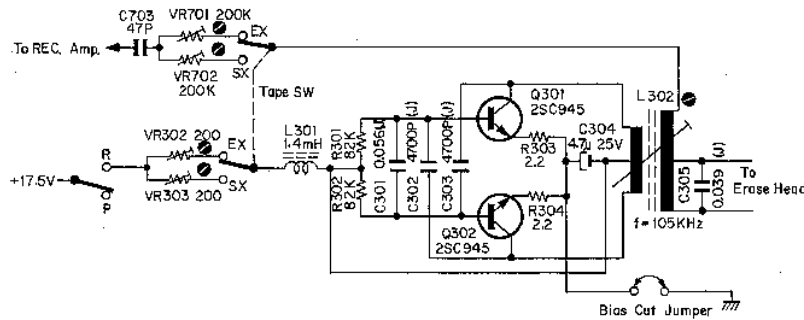 C703
47P
VR701 200K
EX
To REC. Amp.
SX
VR702
200K
Tape SW
L301
1.4mH
VR302 200
EX
R
+17.5V
SX
VR303 200
P
R301
82K
R302
82K
C301
0.056(J)
C302
4700P(J)
C303
4700P(J)
Q301
2SC945
R303
2.2
C304
4.7μ 25V
R304
2.2
Q302
2SC945
L302
f=105KHz
C305
0.039
(J)
To
Erase Head
Bias Cut Jumper